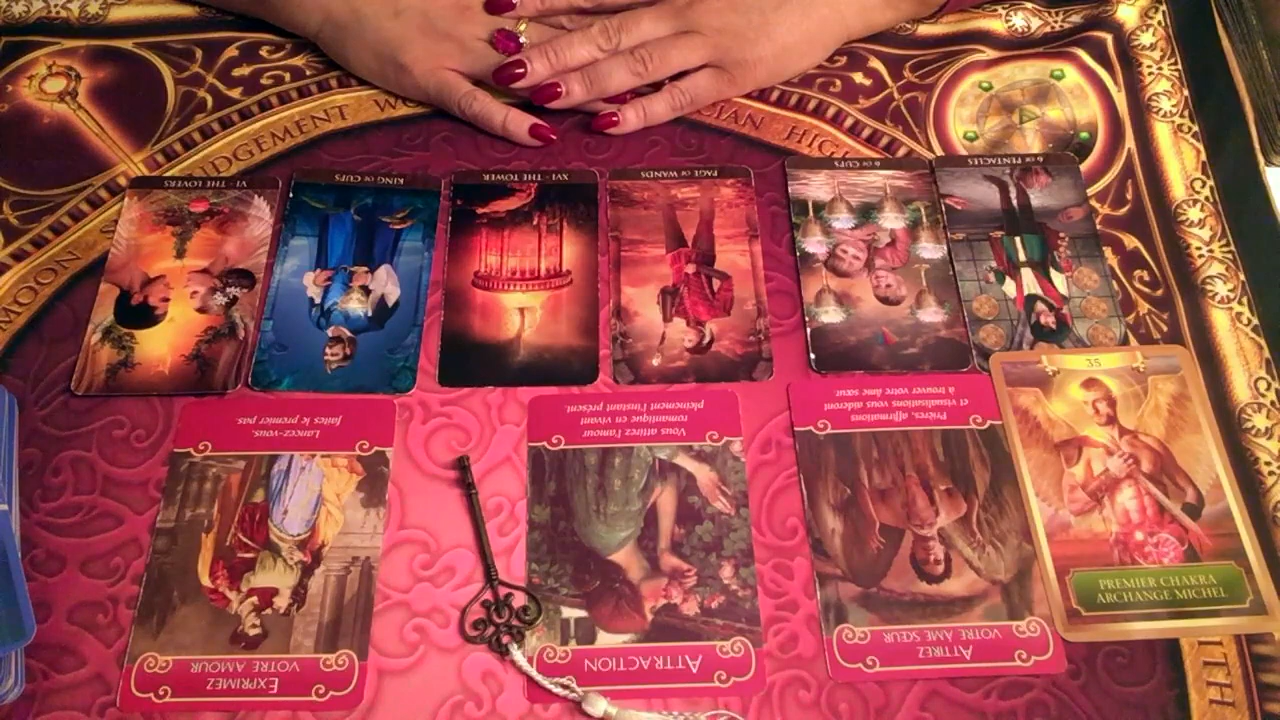 JUDGEMENT
MOON
CIAN HIG
VI - THE LOVERS
KING OF CUPS
XVI - THE TOWER
PAGE OF WANDS
6 OF CUPS
6 OF PENTACLES
Lancez-vous,
faites le premier pas.
Vous attirez l'amour
romantique en vivant
pleinement l'instant présent.
Prières, affirmations
et visualisations vous aideront
à trouver votre âme sœur.
35
PREMIER CHAKRA
ARCHANGE MICHEL
EXPRIMEZ
VOTRE AMOUR
ATTRACTION
ATTIREZ
VOTRE ÂME SŒUR
TH